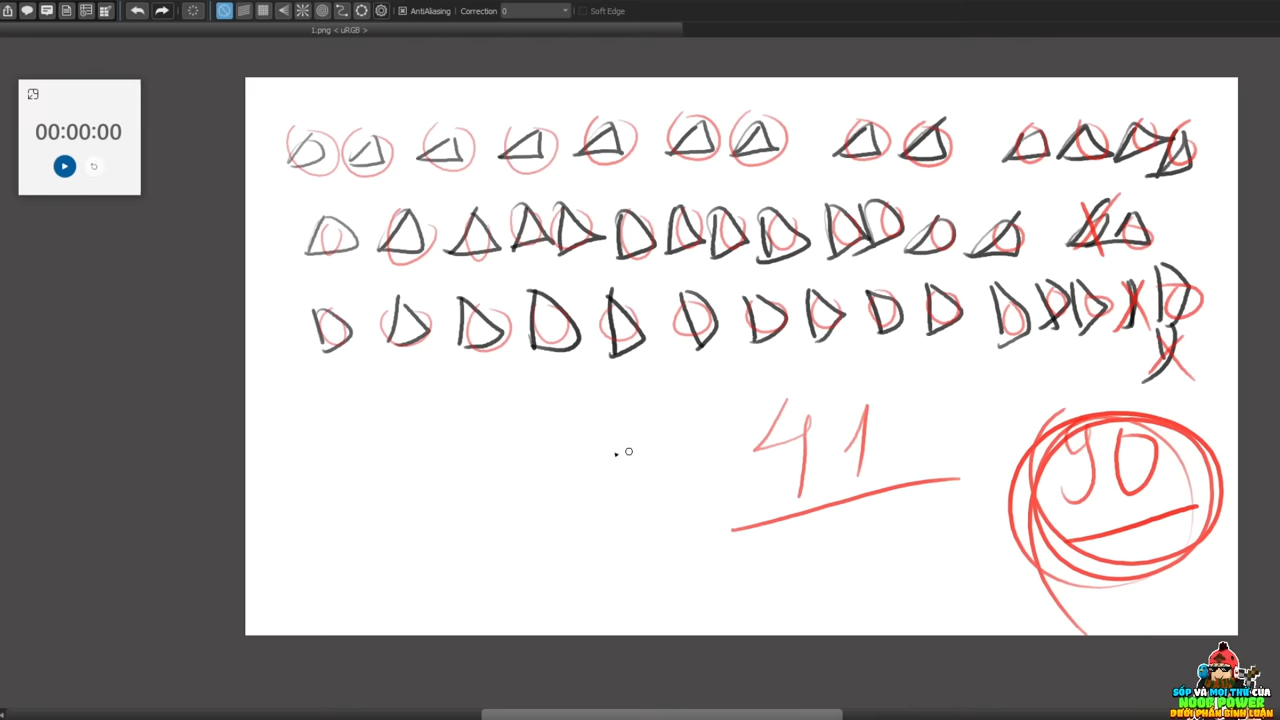 AntiAliasing Correction 0 Soft Edge
1.png < uRGB >
00:00:00
41
90
SÓP VÀ MỌI THỨ CỦA
NOOB POWER
DƯỚI PHẦN BÌNH LUẬN